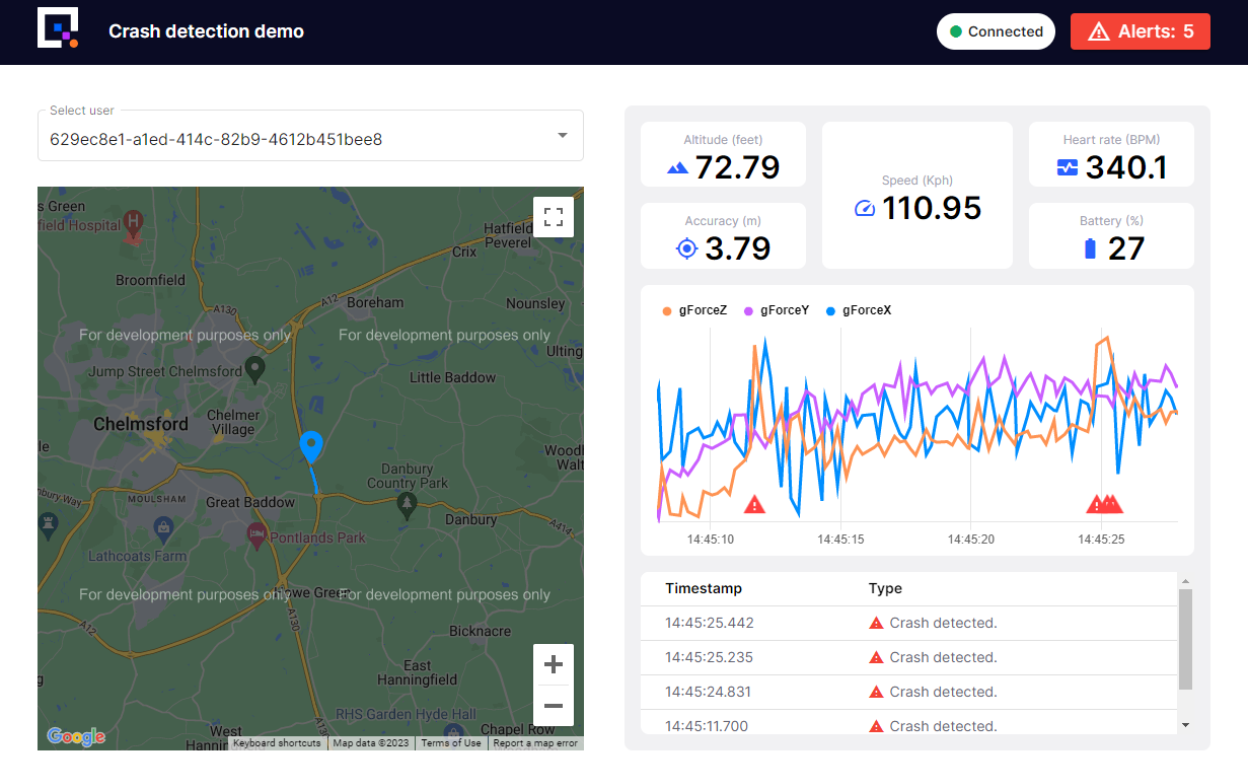 Crash detection demo
Connected
Alerts: 5
Select user
629ec8e1-a1ed-414c-82b9-4612b451bee8
s Green
field Hospital
H
Hatfield
Peverel
Crix
Broomfield
A130
A12
Boreham
Nounsley
For development purposes only
For development purposes only
Ulting
Jump Street Chelmsford
Little Baddow
Chelmer
Village
Chelmsford
le
Woodh
Walt
Danbury
Country Park
nbury Way
MOULSHAM
Great Baddow
Danbury
A414
Pontlands Park
Lathcoats Farm
For development purposes only
Howe Green
For development purposes only
A12
A130
Bicknacre
East
Hanningfield
RHS Garden Hyde Hall
West
Hannin
A130
Chapel Row
Google
Keyboard shortcuts
Map data ©2023
Terms of Use
Report a map error
Altitude (feet)
72.79
Speed (Kph)
110.95
Heart rate (BPM)
340.1
Accuracy (m)
3.79
Battery (%)
27
gForceZ gForceY gForceX
14:45:10 14:45:15 14:45:20 14:45:25
Timestamp Type
14:45:25.442 Crash detected.
14:45:25.235 Crash detected.
14:45:24.831 Crash detected.
14:45:11.700 Crash detected.